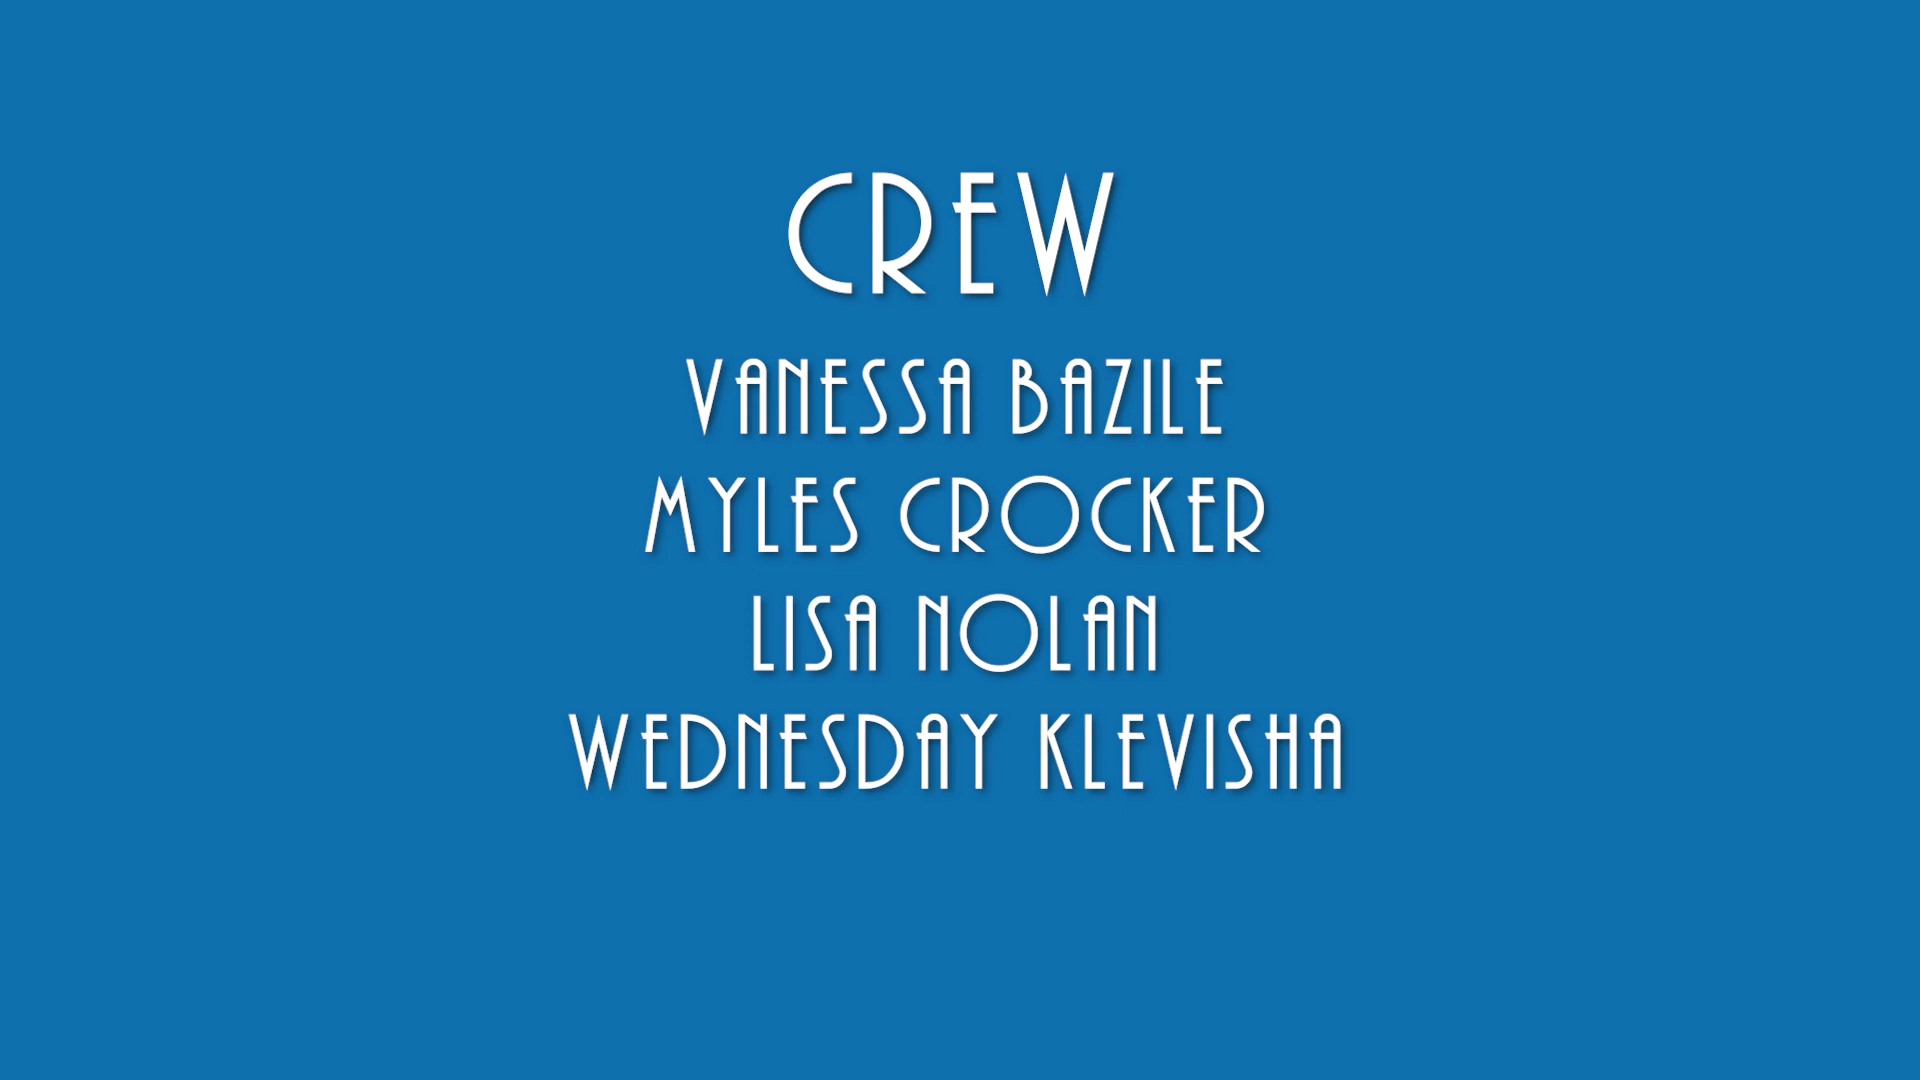 CREW
VANESSA BAZILE
MYLES CROCKER
LISA NOLAN
WEDNESDAY KLEVISHA